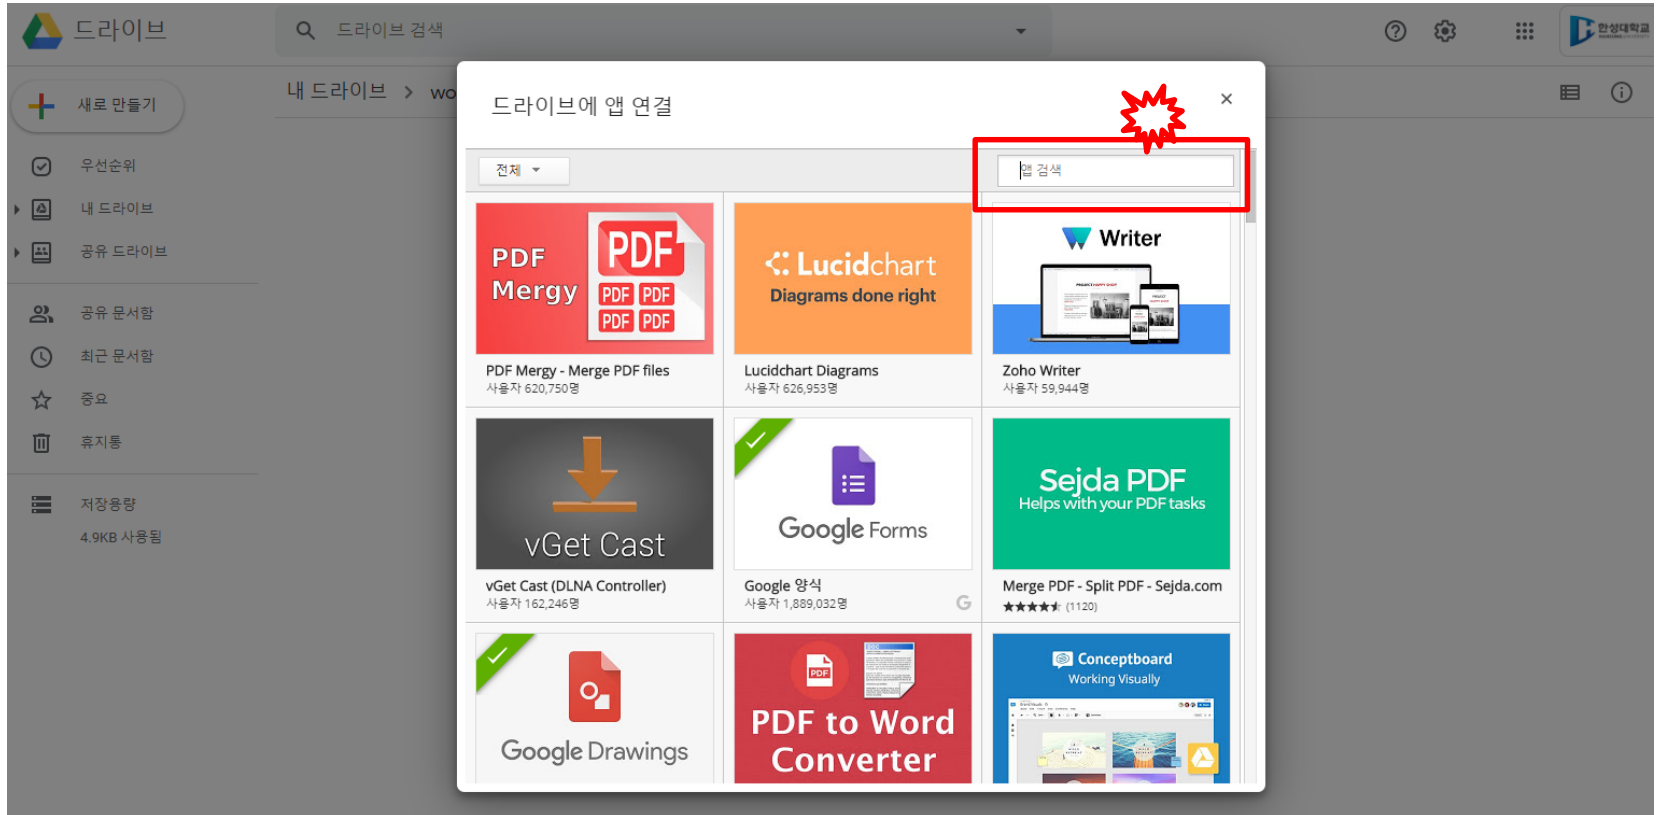 드라이브
드라이브 검색
한성대학교
새로 만들기
내 드라이브 > wo
우선순위
내 드라이브
공유 드라이브
공유 문서함
최근 문서함
중요
휴지통
저장용량
4.9KB 사용됨
드라이브에 앱 연결
전체
앱 검색
PDF
Mergy
PDF
PDF PDF
PDF PDF
PDF Mergy - Merge PDF files
사용자 620,750명
Lucidchart
Diagrams done right
Lucidchart Diagrams
사용자 626,953명
Writer
PROJECT HAPPY SHOP
Zoho Writer
사용자 59,944명
vGet Cast
vGet Cast (DLNA Controller)
사용자 162,246명
Google Forms
Google 양식
사용자 1,889,032명
G
Sejda PDF
Helps with your PDF tasks
Merge PDF - Split PDF - Sejda.com
(1120)
Google Drawings
PDF
PDF to Word
Converter
Conceptboard
Working Visually